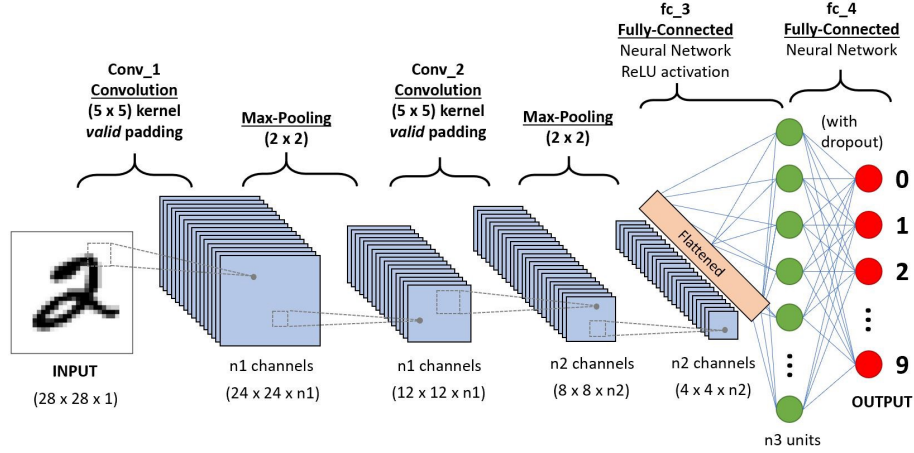 Conv_1
Convolution
(5 x 5) kernel
valid padding
Max-Pooling
(2 x 2)
Conv_2
Convolution
(5 x 5) kernel
valid padding
Max-Pooling
(2 x 2)
fc_3
Fully-Connected
Neural Network
ReLU activation
fc_4
Fully-Connected
Neural Network
(with
dropout)
Flattened
0
1
2
9
OUTPUT
2
INPUT
(28 x 28 x 1)
n1 channels
(24 x 24 x n1)
n1 channels
(12 x 12 x n1)
n2 channels
(8 x 8 x n2)
n2 channels
(4 x 4 x n2)
n3 units